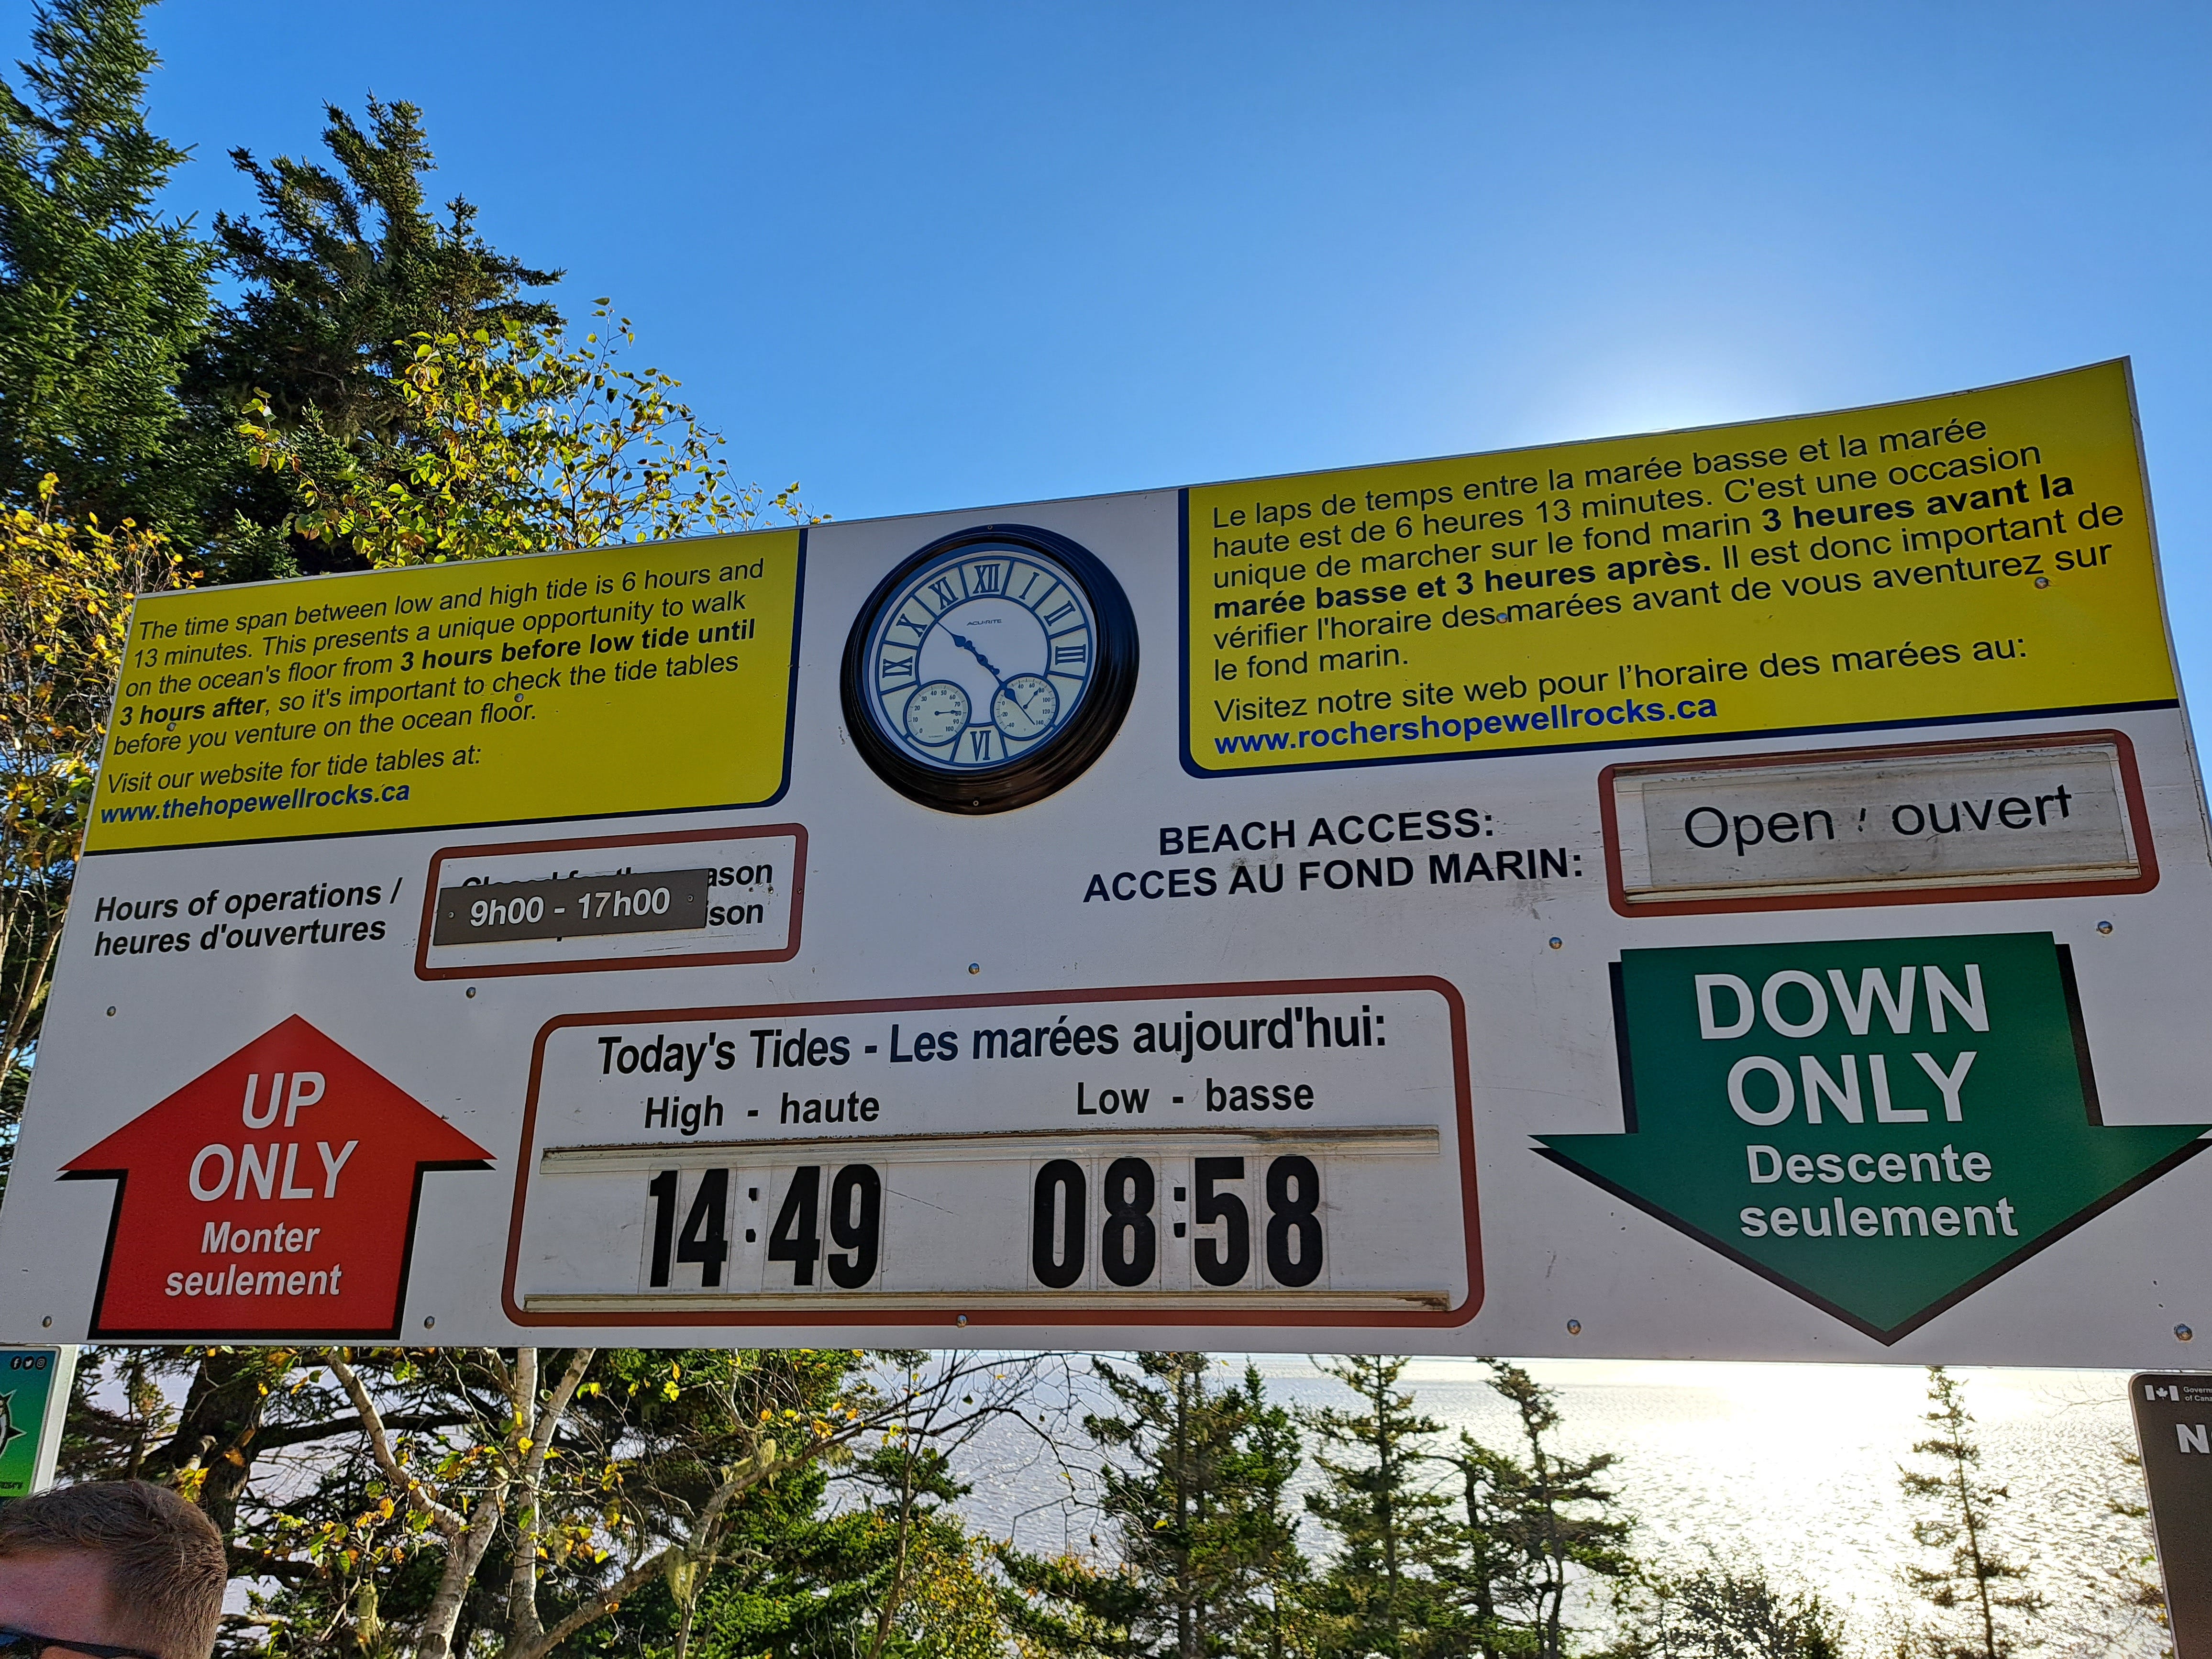 The time span between low and high tide is 6 hours and
13 minutes. This presents a unique opportunity to walk
on the ocean's floor from 3 hours before low tide until
3 hours after, so it's important to check the tide tables
before you venture on the ocean floor.
Visit our website for tide tables at:
www.thehopewellrocks.ca
XII
I
II
III
VI
IX
X
XI
ACU-RITE
Le laps de temps entre la marée basse et la marée
haute est de 6 heures 13 minutes. C'est une occasion
unique de marcher sur le fond marin 3 heures avant la
marée basse et 3 heures après. Il est donc important de
vérifier l'horaire des marées avant de vous aventurez sur
le fond marin.
Visitez notre site web pour l'horaire des marées au:
www.rochershopewellrocks.ca
Hours of operations /
heures d'ouvertures
9h00 - 17h00
BEACH ACCESS:
ACCES AU FOND MARIN:
Open / ouvert
UP
ONLY
Monter
seulement
Today's Tides - Les marées aujourd'hui:
High - haute Low - basse
14:49 08:58
DOWN
ONLY
Descente
seulement